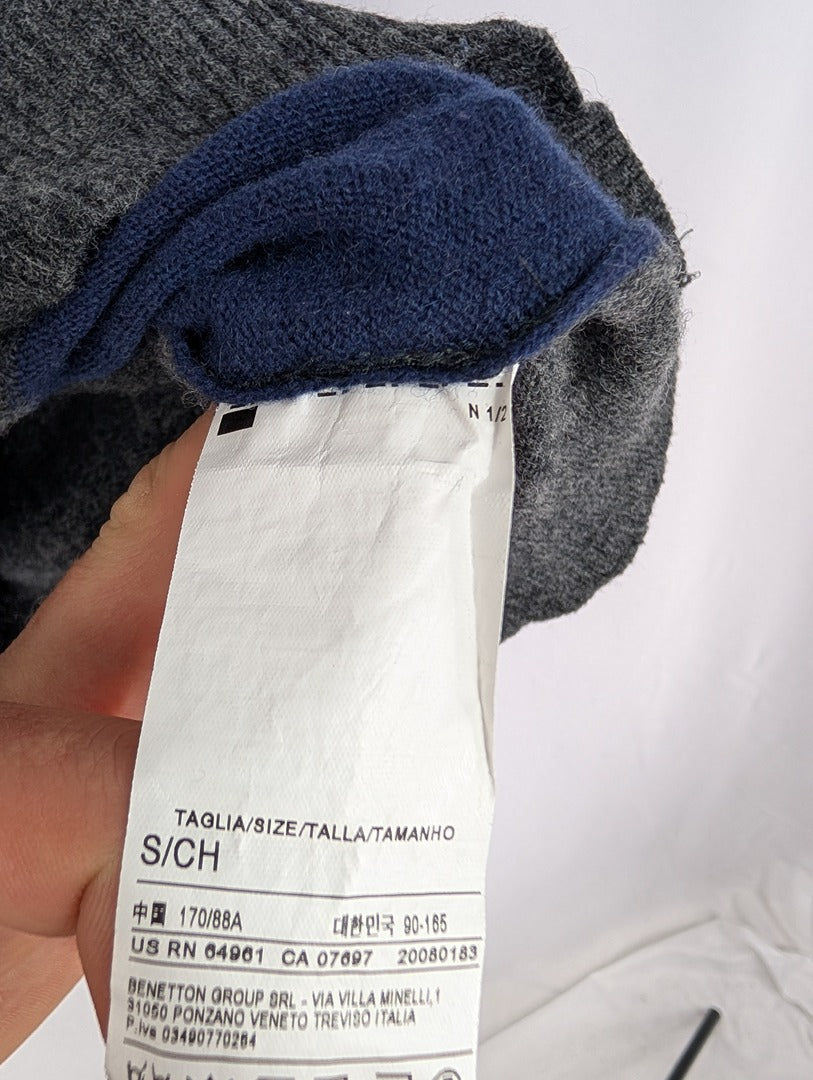 N 1/2
TAGLIA/SIZE/TALLA/TAMANHO
S/CH
中国 170/88A 대한민국 90-165
US RN 64961 CA 07697 20080183
BENETTON GROUP SRL - VIA VILLA MINELLI,1
31050 PONZANO VENETO TREVISO ITALIA
P.Iva 03490770264